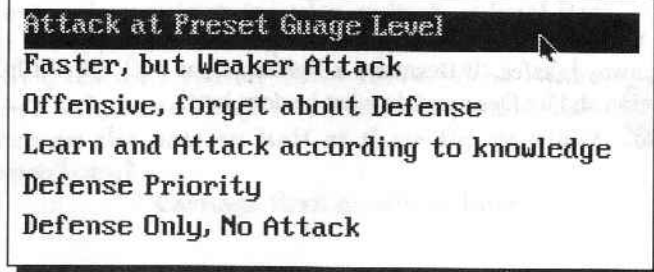 Attack at Preset Guage Level
Faster, but Weaker Attack
Offensive, forget about Defense
Learn and Attack according to knowledge
Defense Priority
Defense Only, No Attack